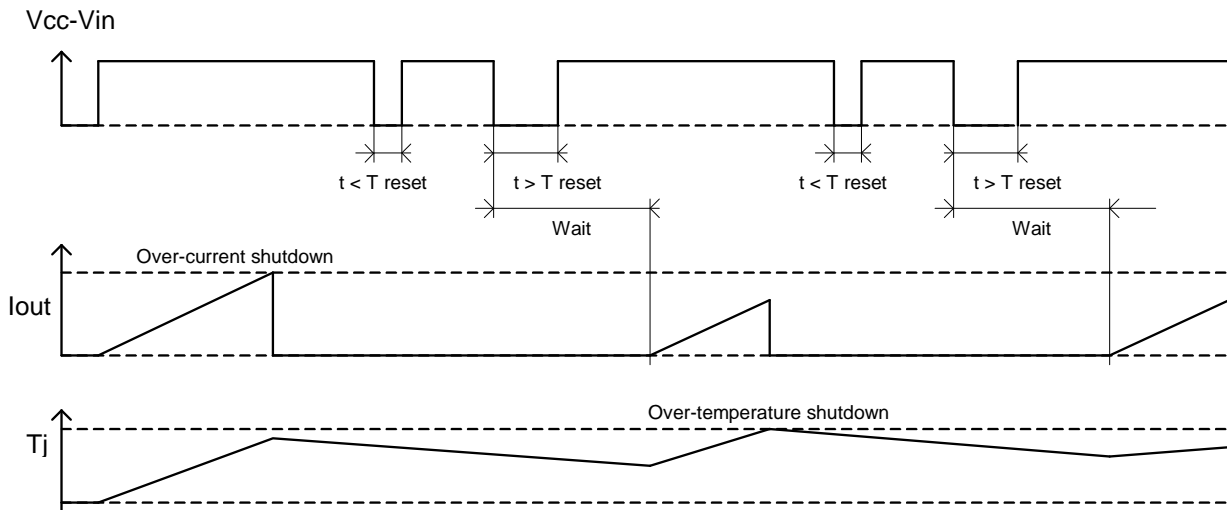 Vcc-Vin
t < T reset
t > T reset
t < T reset
t > T reset
Wait
Wait
Over-current shutdown
Iout
Over-temperature shutdown
Tj